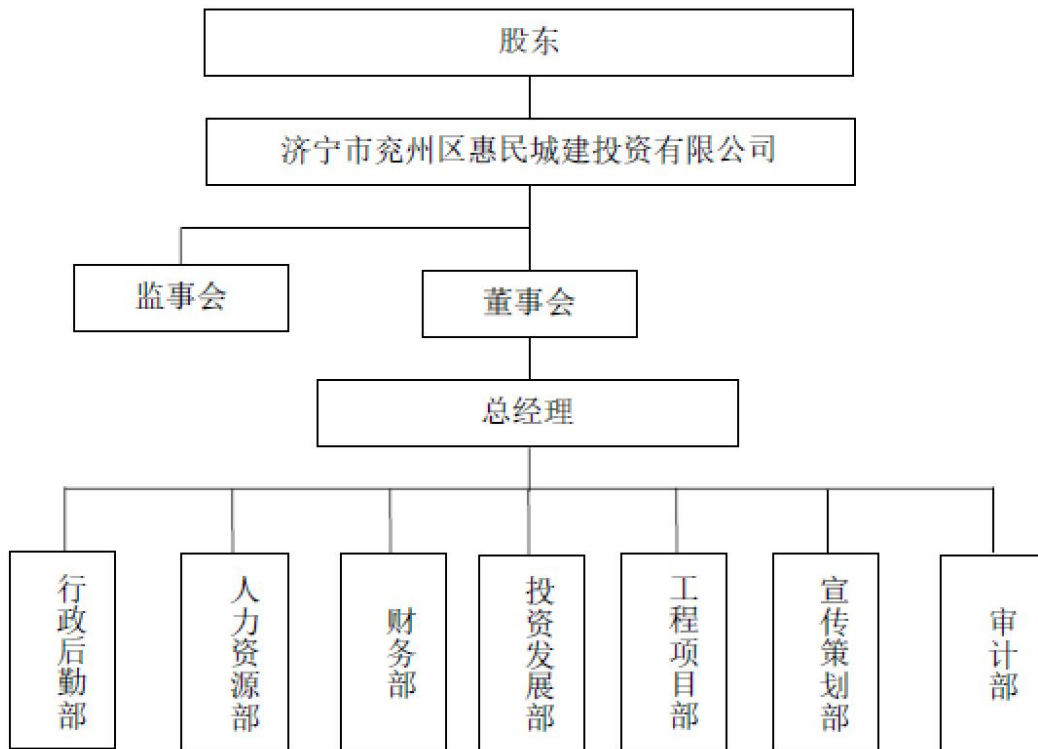 股东
济宁市兖州区惠民城建投资有限公司
监事会
董事会
总经理
行政后勤部
人力资源部
财务部
投资发展部
工程项目部
宣传策划部
审计部